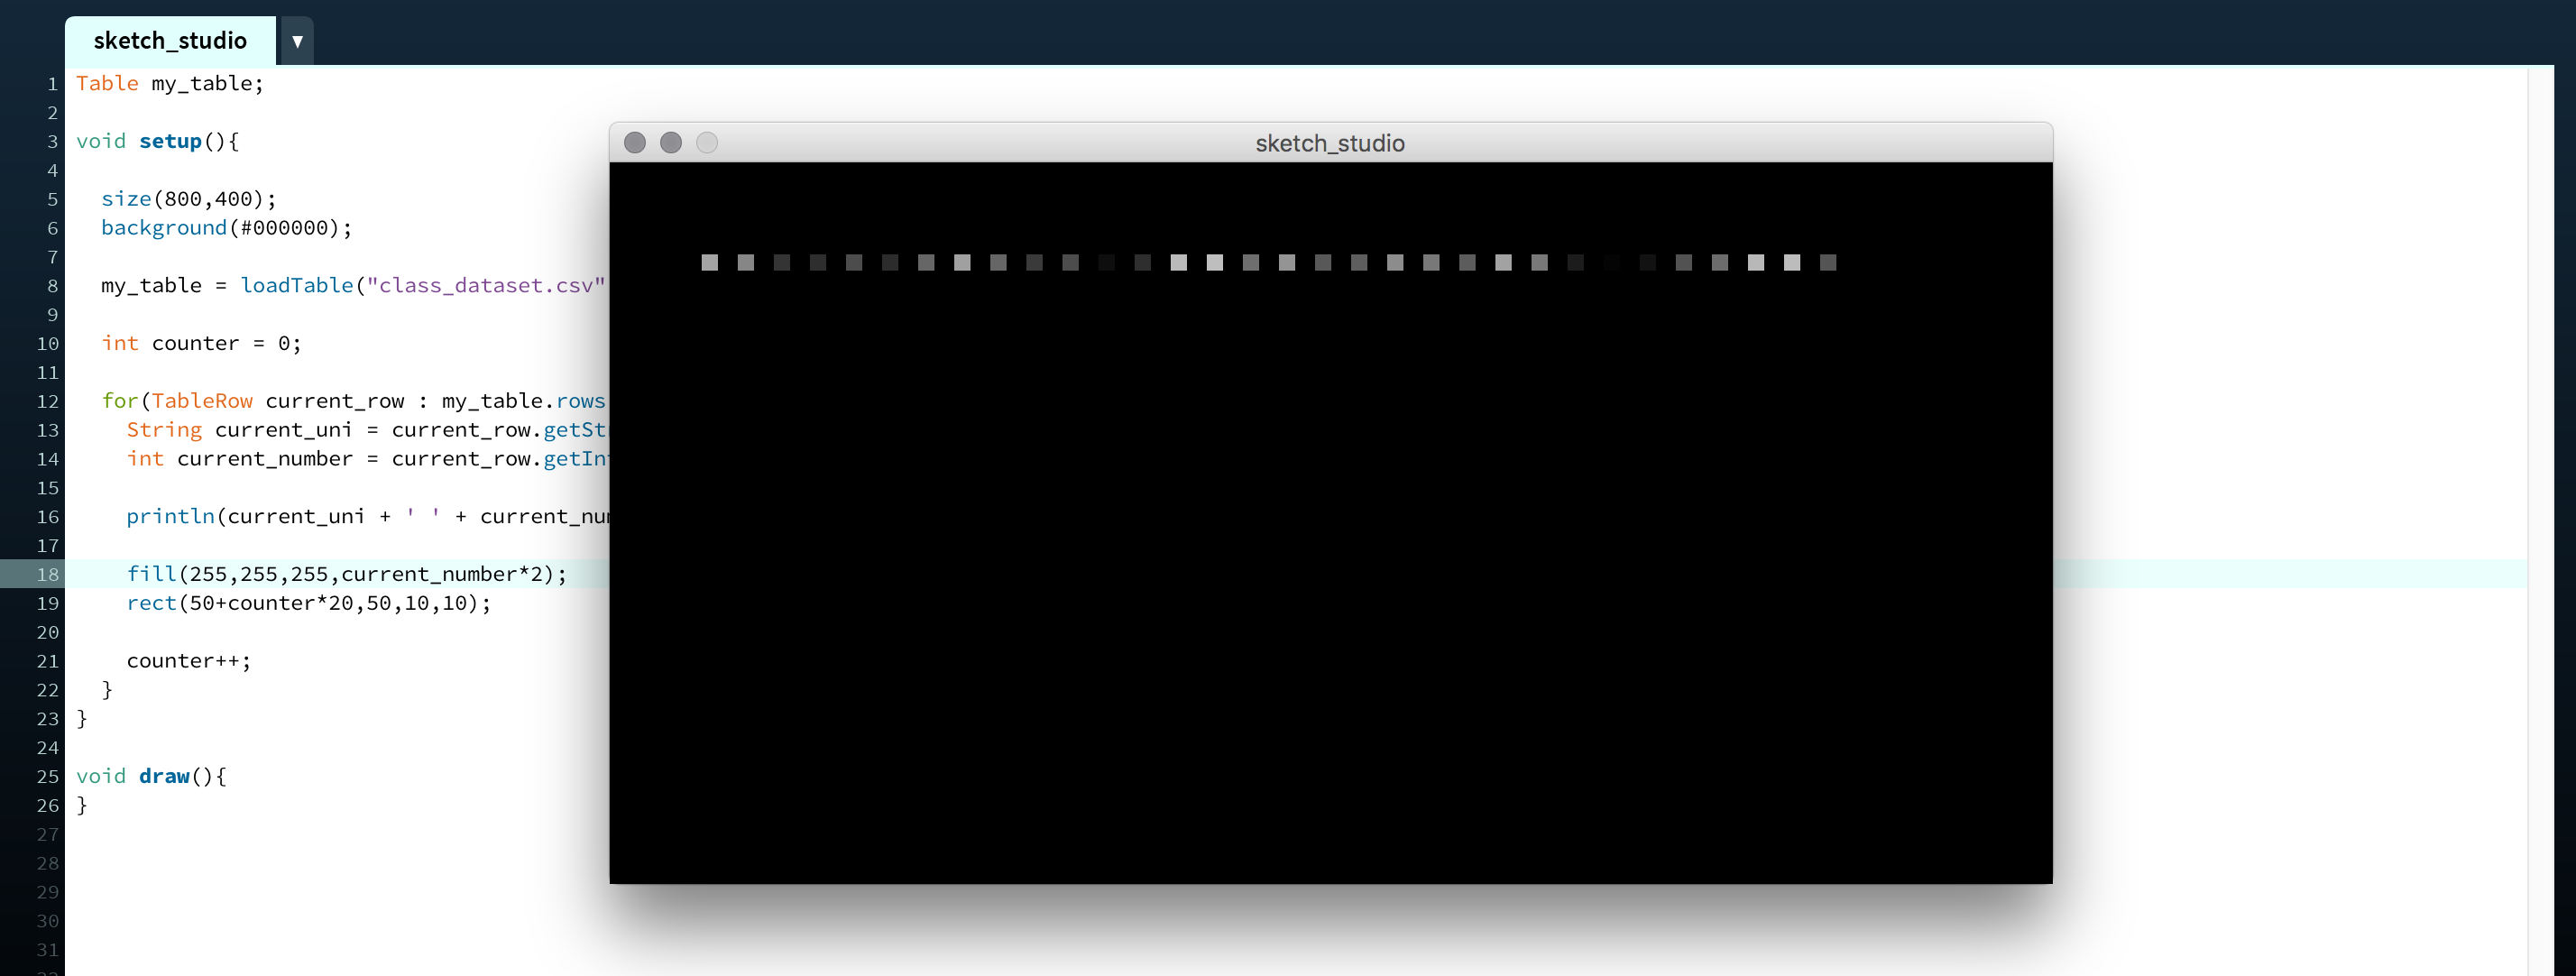 sketch_studio ▼
1 Table my_table;
2
3 void setup(){
4
5 size(800,400);
6 background(#000000);
7
8 my_table = loadTable("class_dataset.csv"
9
10 int counter = 0;
11
12 for(TableRow current_row : my_table.rows
13 String current_uni = current_row.getStr
14 int current_number = current_row.getInt
15
16 println(current_uni + ' ' + current_num
17
18 fill(255,255,255,current_number*2);
19 rect(50+counter*20,50,10,10);
20
21 counter++;
22 }
23 }
24
25 void draw(){
26 }
27
28
29
30
31
sketch_studio